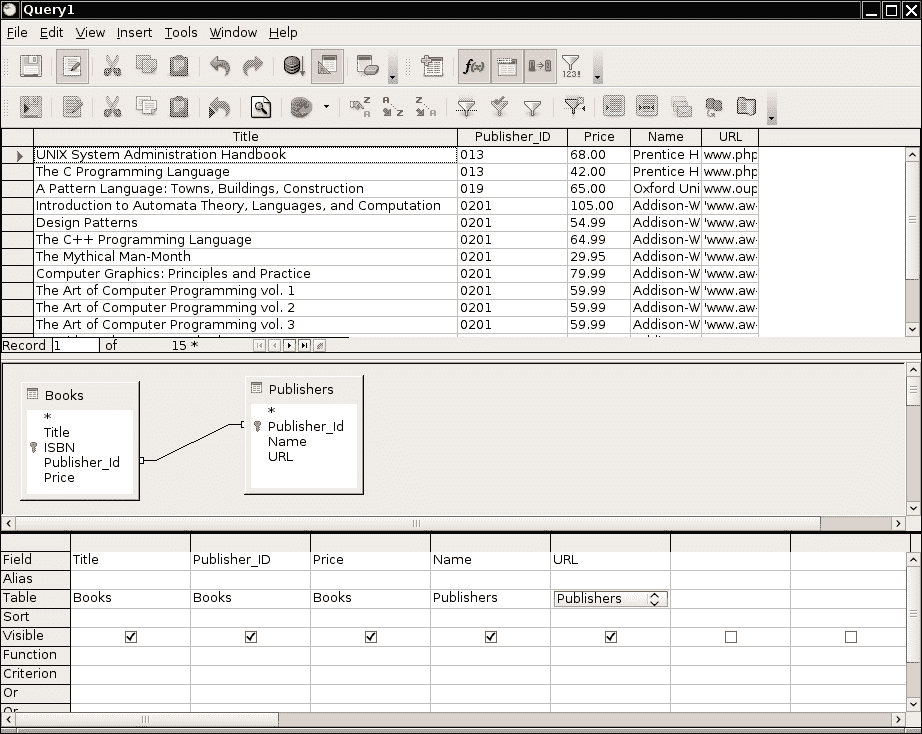 Query1
File Edit View Insert Tools Window Help
f(x) 123!
Z A A Z Z A
Title Publisher_ID Price Name URL
UNIX System Administration Handbook 013 68.00 Prentice H www.php
The C Programming Language 013 42.00 Prentice H www.php
A Pattern Language: Towns, Buildings, Construction 019 65.00 Oxford Uni www.oup
Introduction to Automata Theory, Languages, and Computation 0201 105.00 Addison-W 'www.aw-
Design Patterns 0201 54.99 Addison-W 'www.aw-
The C++ Programming Language 0201 64.99 Addison-W 'www.aw-
The Mythical Man-Month 0201 29.95 Addison-W 'www.aw-
Computer Graphics: Principles and Practice 0201 79.99 Addison-W 'www.aw-
The Art of Computer Programming vol. 1 0201 59.99 Addison-W 'www.aw-
The Art of Computer Programming vol. 2 0201 59.99 Addison-W 'www.aw-
The Art of Computer Programming vol. 3 0201 59.99 Addison-W 'www.aw-
Record 1 of 15 *
Books
*
Title
ISBN
Publisher_Id
Price
Publishers
*
Publisher_Id
Name
URL
Field Title Publisher_ID Price Name URL
Alias
Table Books Books Books Publishers Publishers
Sort
Visible
Function
Criterion
Or
Or